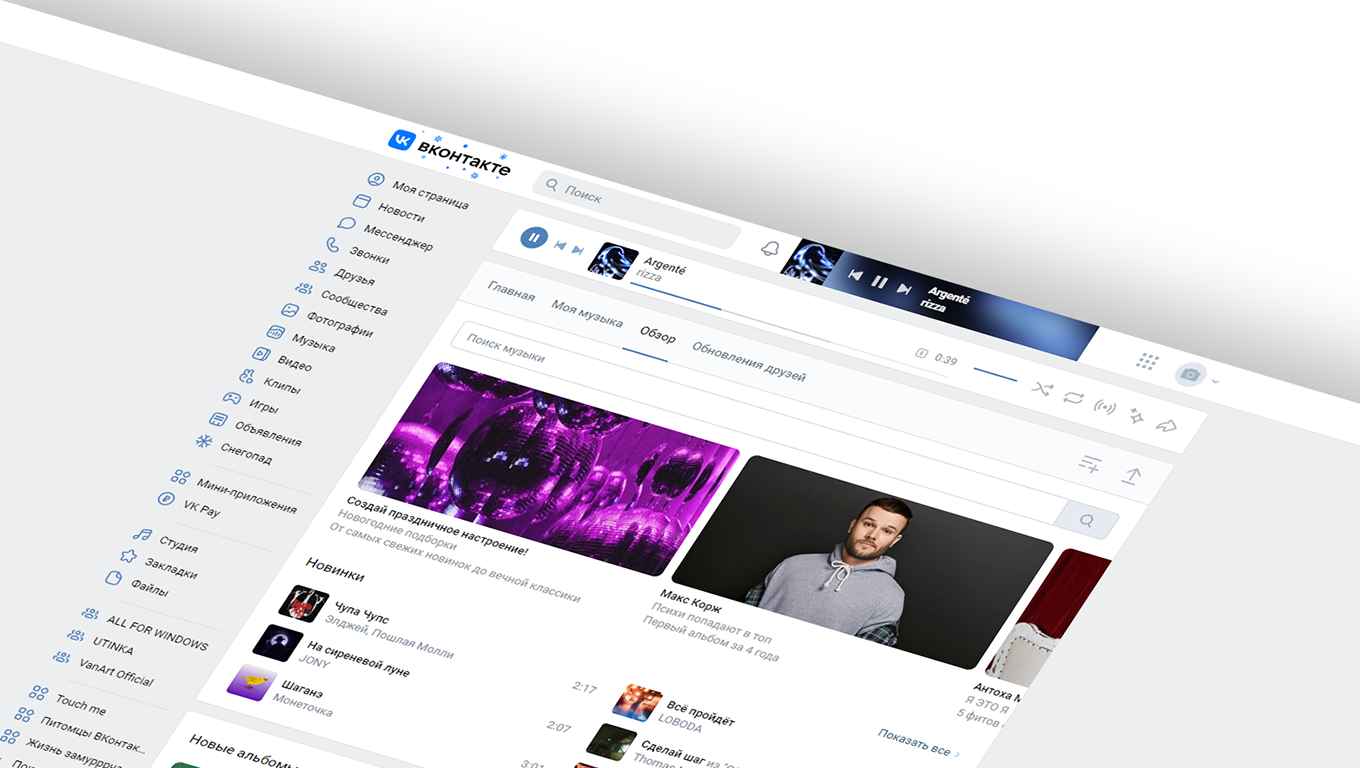 ВКОНТАКТЕ
Поиск
Argenté
rizza
Моя страница
Новости
Мессенджер
Звонки
Друзья
Сообщества
Фотографии
Музыка
Видео
Клипы
Игры
Объявления
Снегопад
Мини-приложения
VK Pay
Студия
Закладки
Файлы
ALL FOR WINDOWS
UTINKA
VanArt Official
Touch me
Питомцы ВКонтак...
Argenté
rizza
0:39
Главная
Моя музыка
Обзор
Обновления друзей
Поиск музыки
Создай праздничное настроение!
Новогодние подборки
От самых свежих новинок до вечной классики
Макс Корж
Психи попадают в топ
Первый альбом за 4 года
Антоха М
Я ЭТО Я
5 фитов
Новинки
Показать все
Чупа Чупс
Элджей, Пошлая Молли
2:17
На сиреневой луне
JONY
2:07
Шаганэ
Монеточка
3:01
Всё пройдёт
LOBODA
Сделай шаг из
Thomas
Новые альбомы